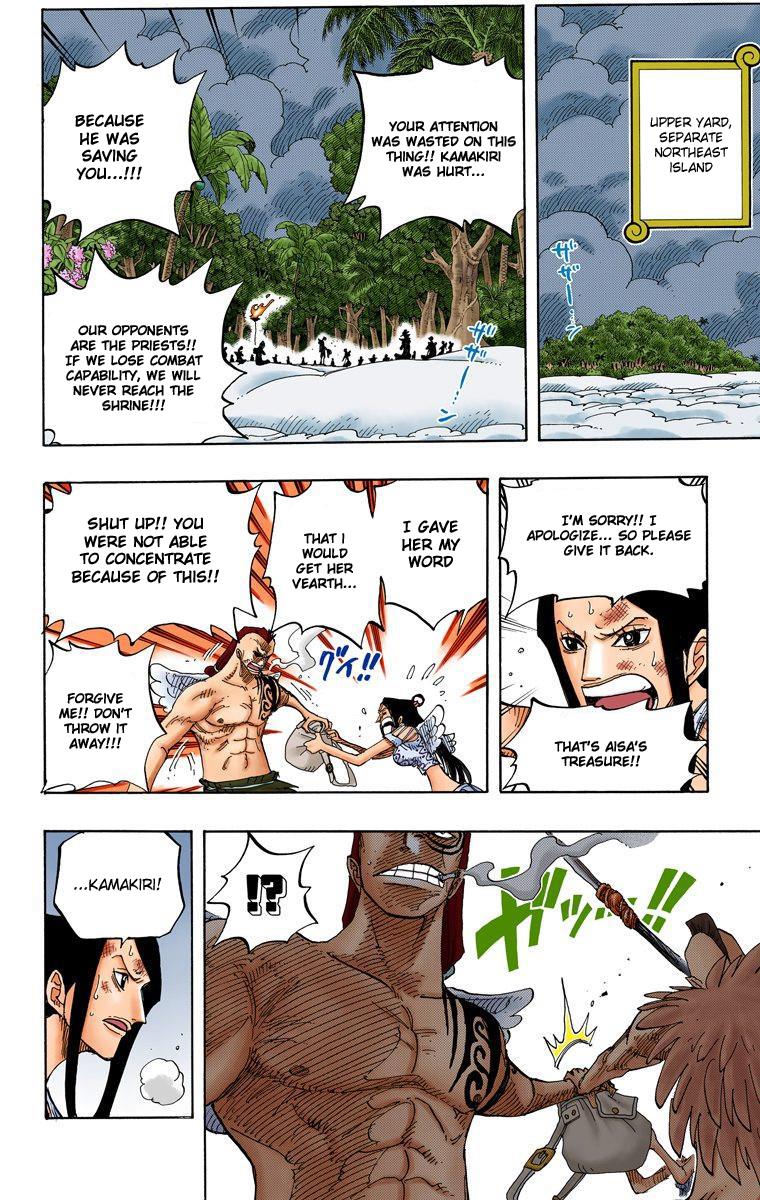 UPPER YARD,
SEPARATE
NORTHEAST
ISLAND
ザザー…ン
YOUR ATTENTION
WAS WASTED ON THIS
THING!! KAMAKIRI
WAS HURT...
BECAUSE
HE WAS
SAVING
YOU...!!!
OUR OPPONENTS
ARE THE PRIESTS!!
IF WE LOSE COMBAT
CAPABILITY, WE WILL
NEVER REACH THE
SHRINE!!!
ザザ…ン
I'M SORRY!! I
APOLOGIZE... SO PLEASE
GIVE IT BACK.
THAT'S AISA'S
TREASURE!!
I GAVE
HER MY
WORD
THAT I
WOULD
GET HER
VEARTH...
SHUT UP!! YOU
WERE NOT ABLE
TO CONCENTRATE
BECAUSE OF THIS!!
グイ!!
FORGIVE
ME!! DON'T
THROW IT
AWAY!!!
ガッ…!!
!?
...KAMAKIRI!